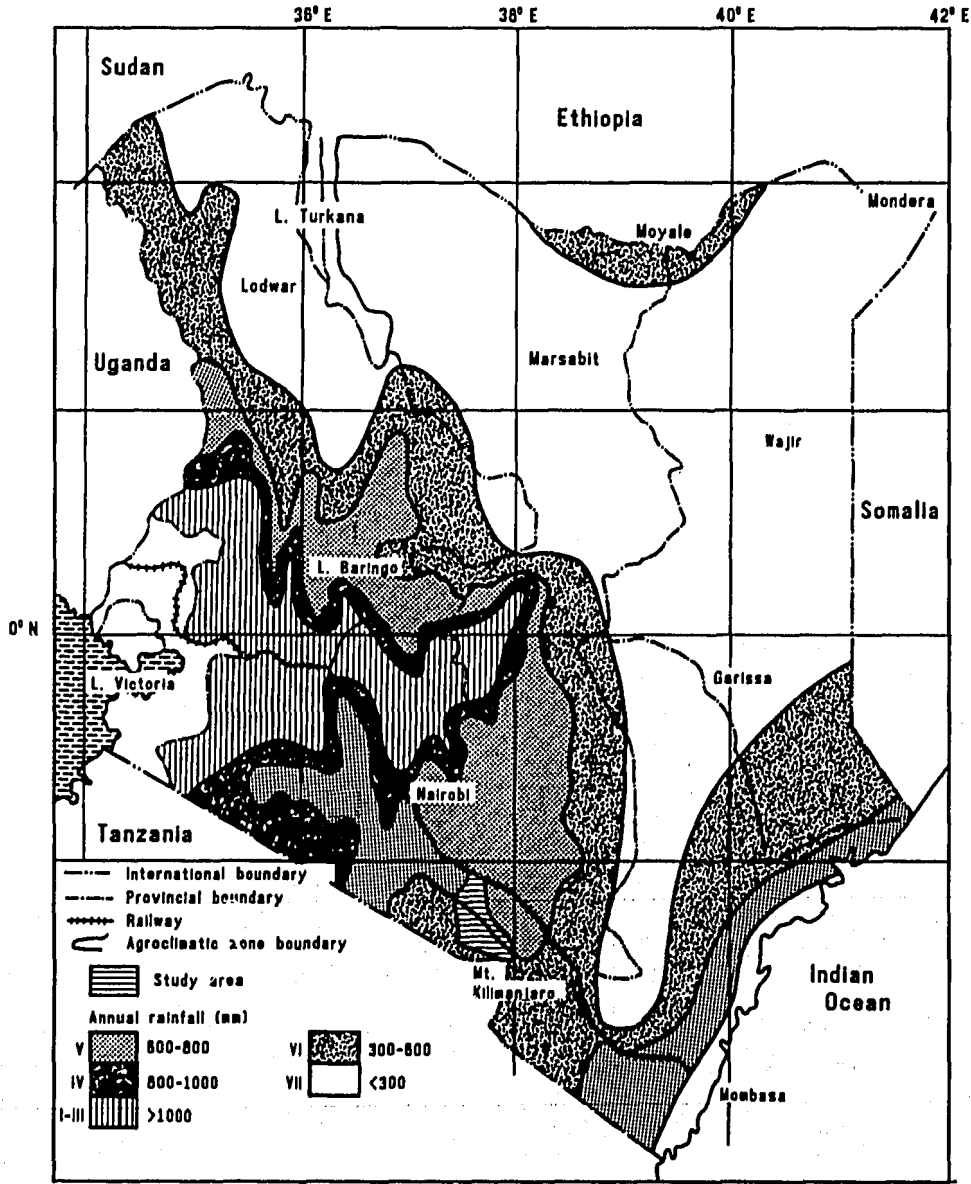 36° E
38° E
40° E
42° E
Sudan
Ethiopia
L. Turkana
Moyale
Mondera
Lodwar
Uganda
Marsabit
Wajir
Somalia
L. Baringo
0° N
L. Victoria
Garissa
Nairobi
Tanzania
International boundary
Provincial boundary
Railway
Agroclimatic zone boundary
Study area
Mt.
Kilimanjaro
Indian
Ocean
Mombasa
Annual rainfall (mm)
V 600-800
VI 300-600
IV 800-1000
VII <300
I-III >1000